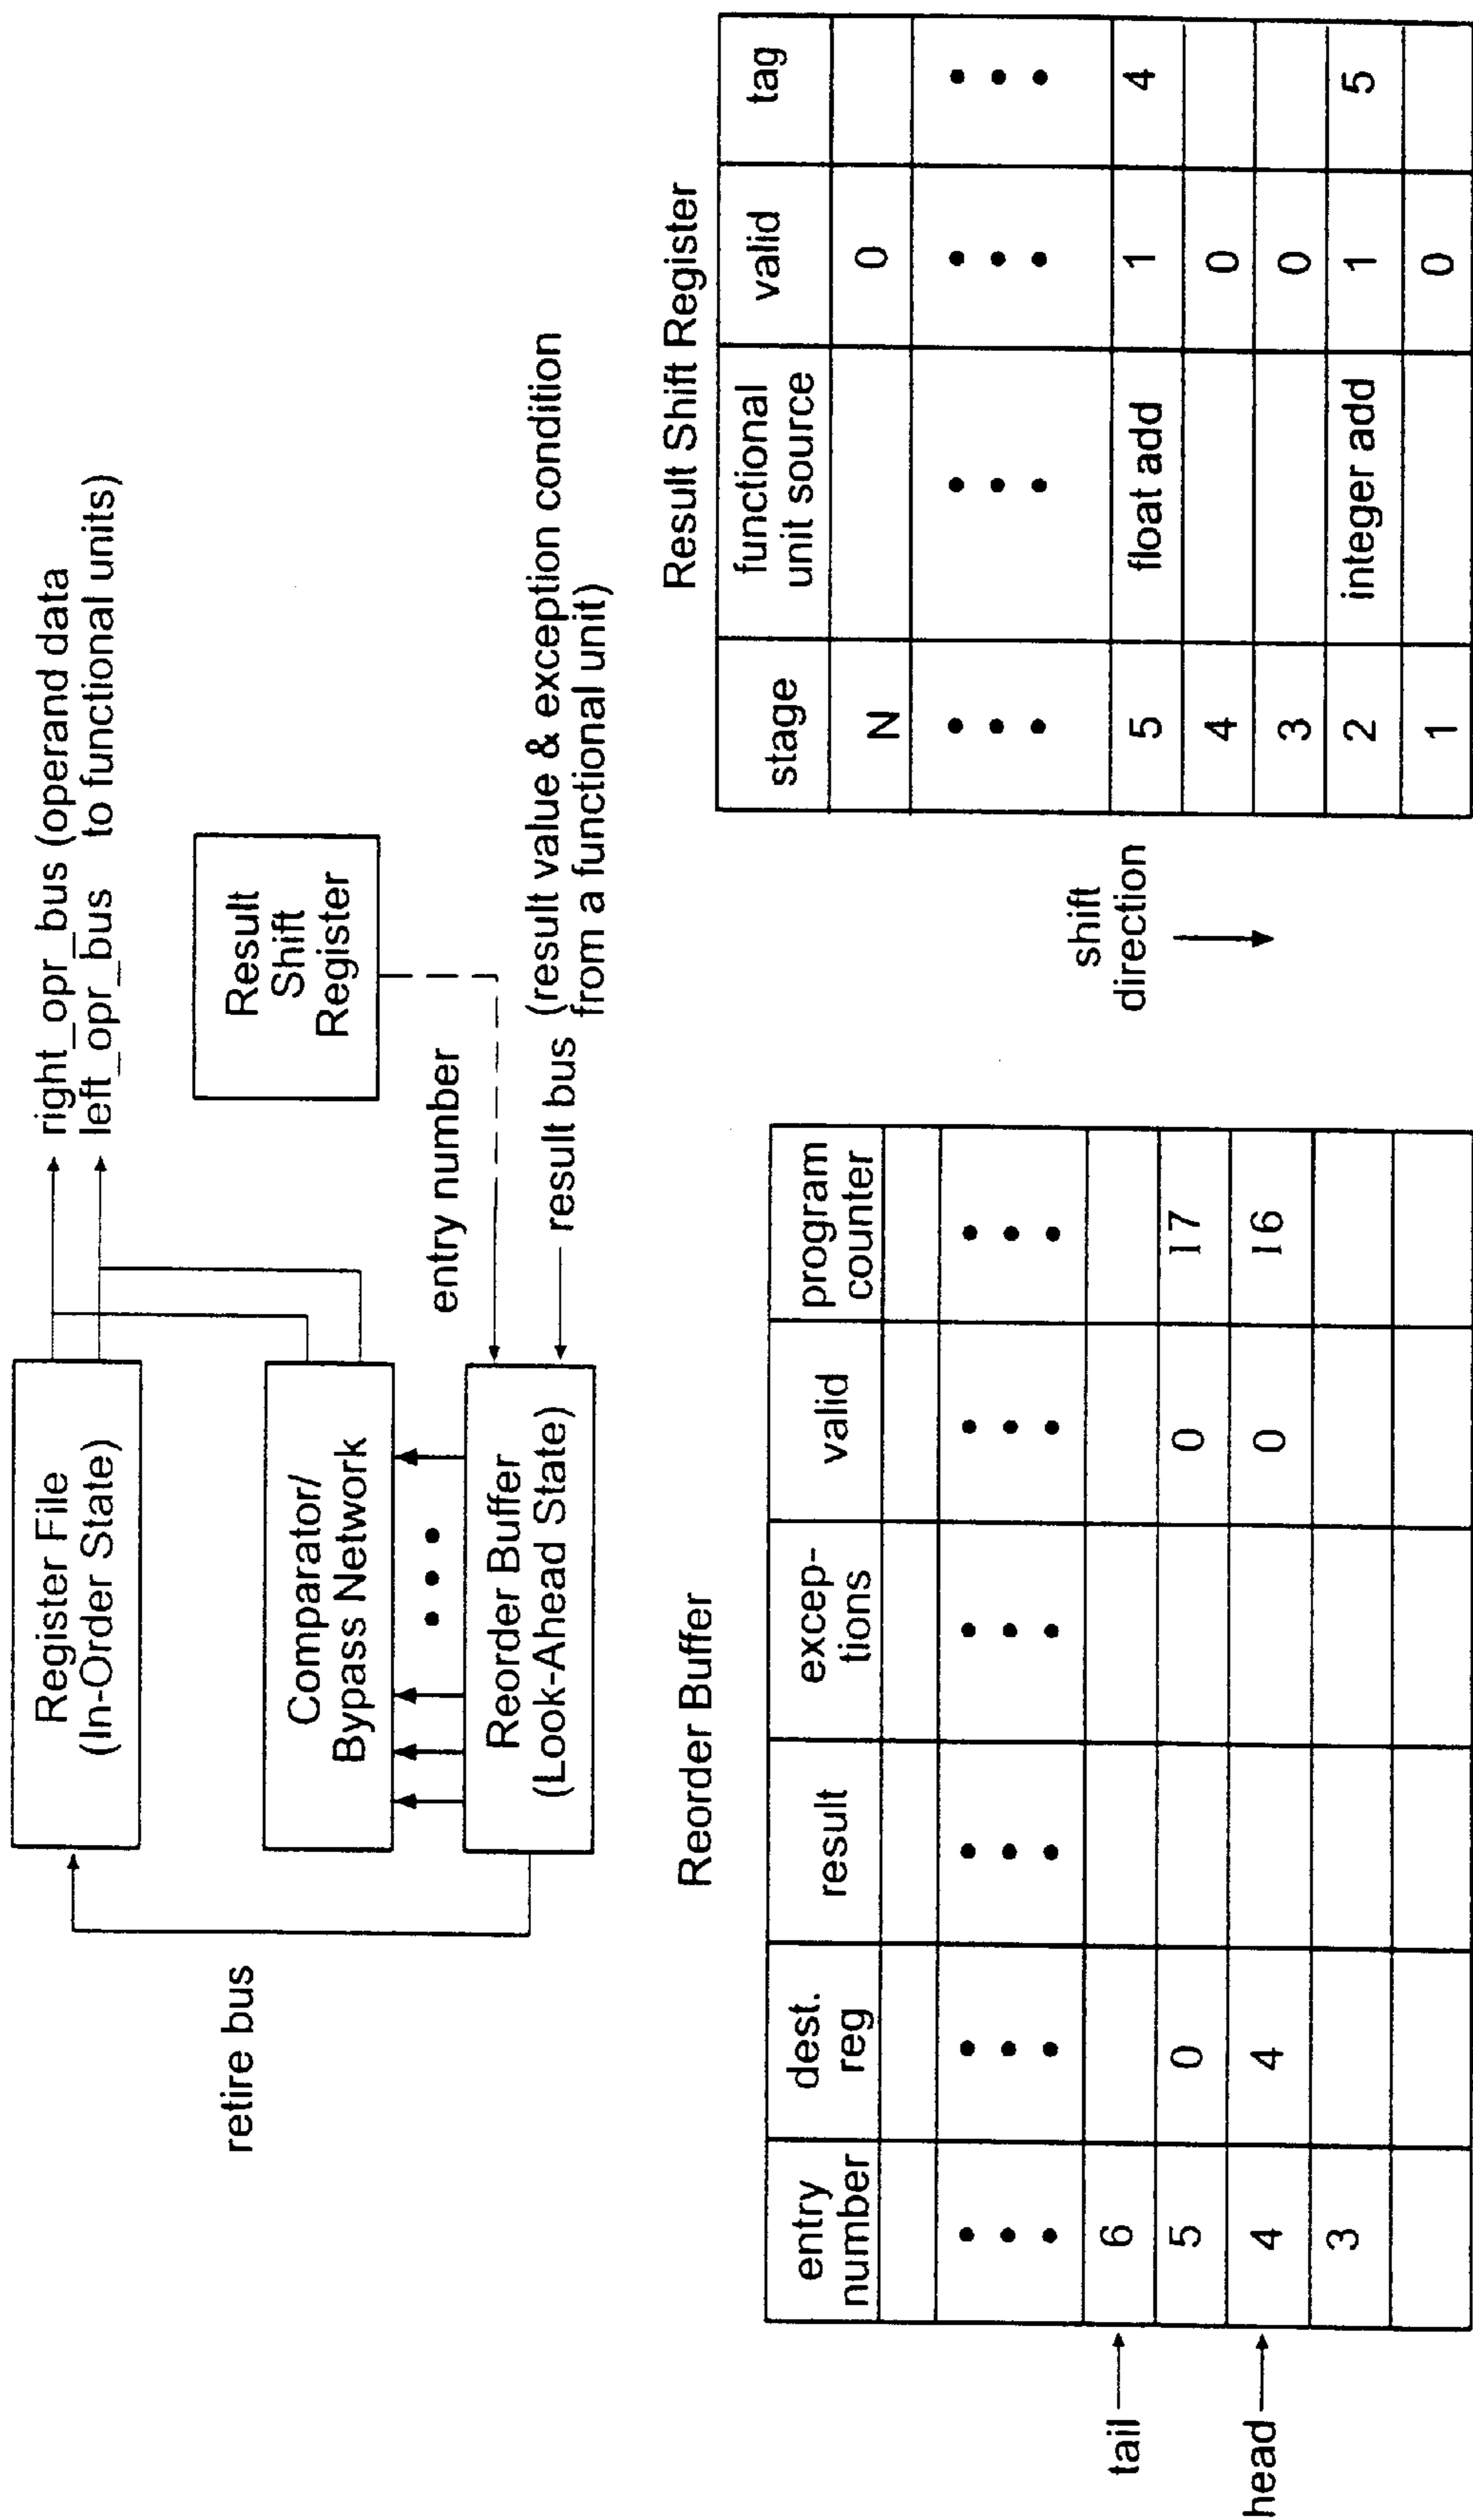 Register File
(In-Order State)
right_opr_bus (operand data
left_opr_bus to functional units)
retire bus
Comparator/
Bypass Network
Result
Shift
Register
entry number
Reorder Buffer
(Look-Ahead State)
result bus (result value & exception condition
from a functional unit)
Reorder Buffer
entry number dest. reg result excep-tions valid program counter
tail 6
5 0 0 I7
head 4 4 0 I6
3
shift
direction
Result Shift Register
stage functional unit source valid tag
N 0
5 float add 1 4
4 0
3 0
2 integer add 1 5
1 0